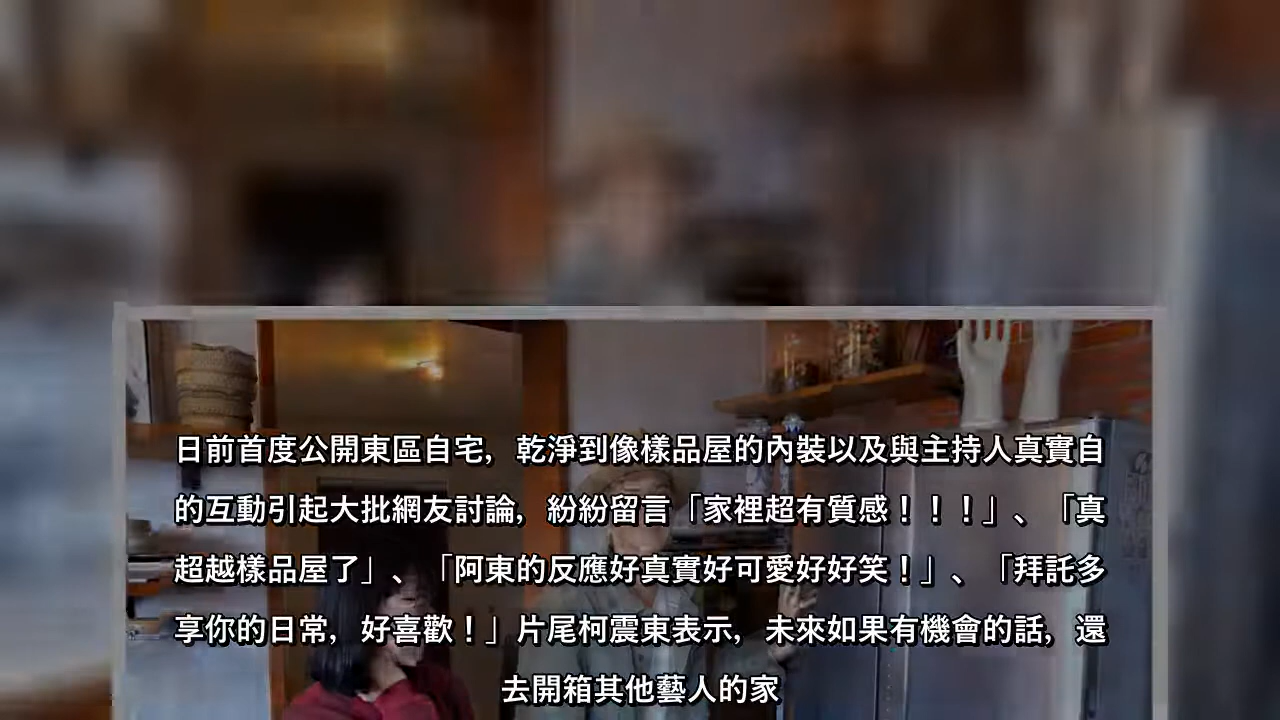 日前首度公開東區自宅，乾淨到像樣品屋的內裝以及與主持人真實自
的互動引起大批網友討論，紛紛留言「家裡超有質感！！！」、「真
超越樣品屋了」、「阿東的反應好真實好可愛好好笑！」、「拜託多
享你的日常，好喜歡！」片尾柯震東表示，未來如果有機會的話，還
去開箱其他藝人的家